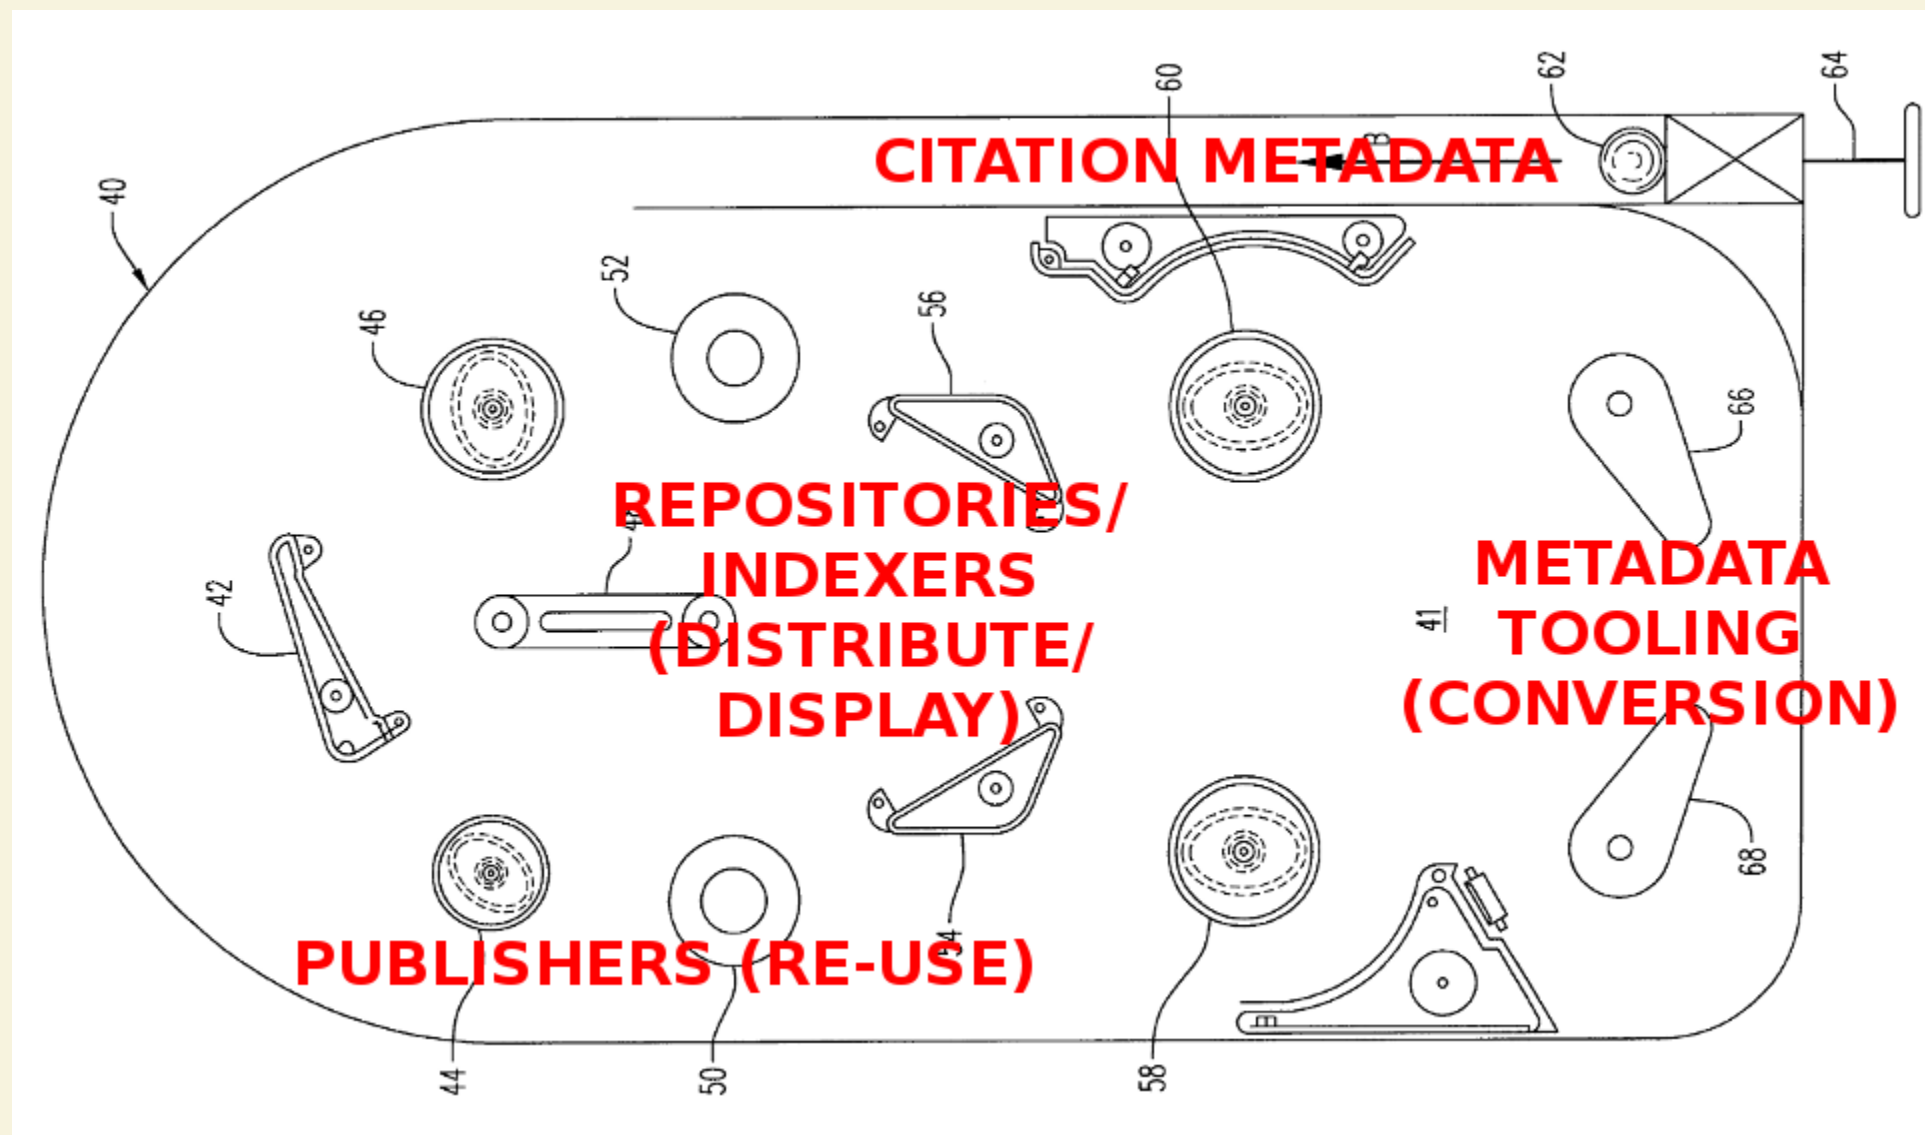 60
62
64
B
CITATION METADATA
40
52
46
56
66
REPOSITORIES/
INDEXERS
(DISTRIBUTE/
DISPLAY)
METADATA
TOOLING
(CONVERSION)
42
41
68
54
PUBLISHERS (RE-USE)
44
50
58